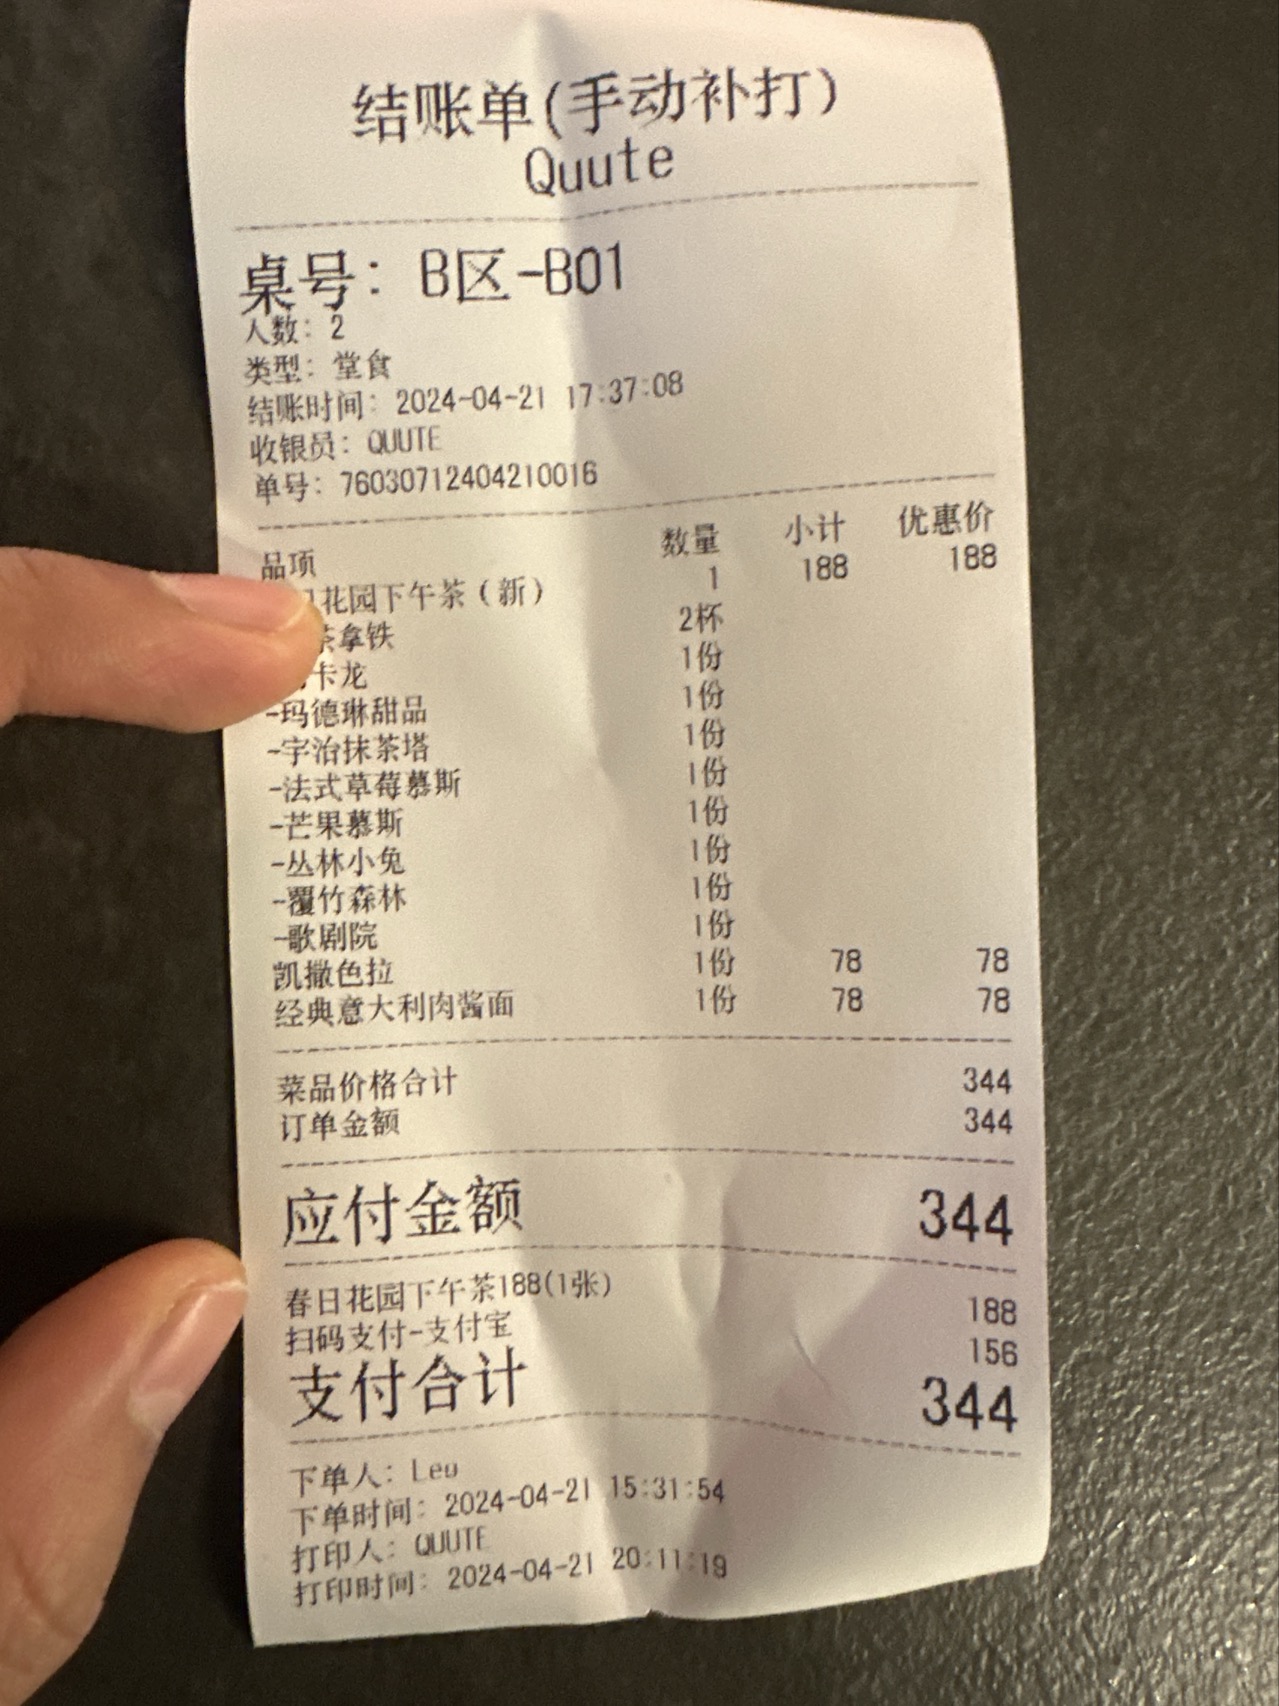 结账单(手动补打)
Quute
桌号: B区-B01
人数: 2
类型: 堂食
结账时间: 2024-04-21 17:37:08
收银员: QUUTE
单号: 76030712404210016
品项 数量 小计 优惠价
花园下午茶(新) 1 188 188
茶拿铁 2杯
卡龙 1份
-玛德琳甜品 1份
-宇治抹茶塔 1份
-法式草莓慕斯 1份
-芒果慕斯 1份
-丛林小兔 1份
-覆竹森林 1份
-歌剧院 1份
凯撒色拉 1份 78 78
经典意大利肉酱面 1份 78 78
菜品价格合计 344
订单金额 344
应付金额 344
春日花园下午茶188(1张) 188
扫码支付-支付宝 156
支付合计 344
下单人: Leo
下单时间: 2024-04-21 15:31:54
打印人: QUUTE
打印时间: 2024-04-21 20:11:19